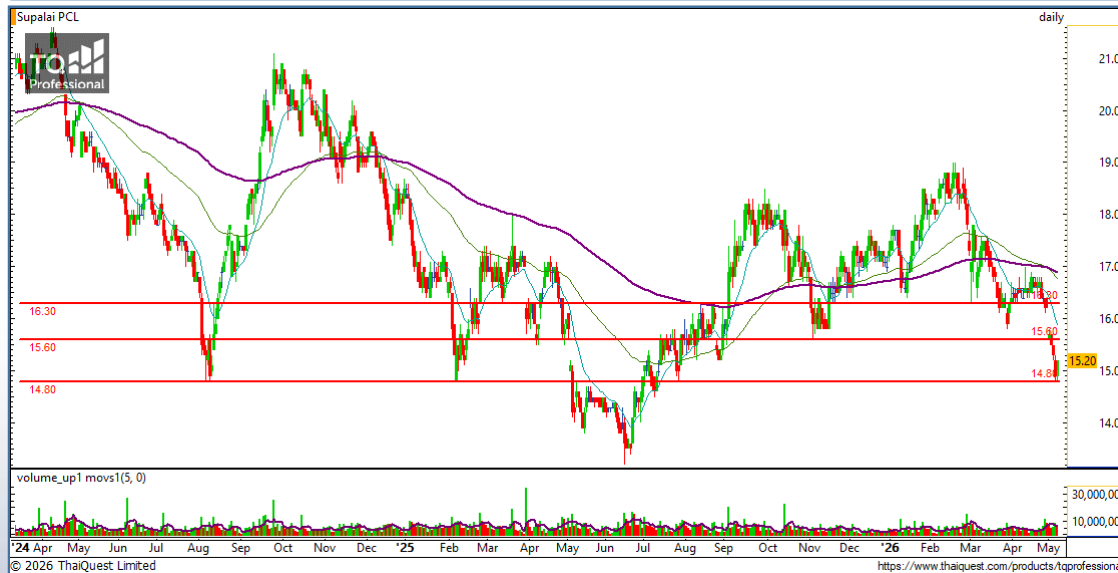 Supalai PCL
daily
TQ
Professional
21.0
20.0
19.0
18.0
17.0
16.30
16.30
16.0
15.60
15.60
15.20
15.0
14.80
14.80
14.0
volume_up1 movs1(5, 0)
30,000,00
10,000,00
'24 Apr May Jun Jul Aug Sep Oct Nov Dec '25 Feb Mar Apr May Jun Jul Aug Sep Oct Nov Dec '26 Feb Mar Apr May
© 2026 ThaiQuest Limited
https://www.thaiquest.com/products/tqprofessiona